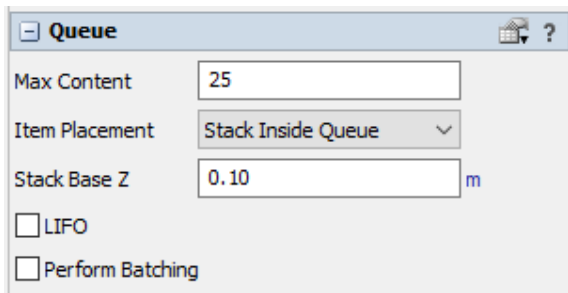 Queue ?
Max Content 25
Item Placement Stack Inside Queue
Stack Base Z 0.10 m
LIFO
Perform Batching